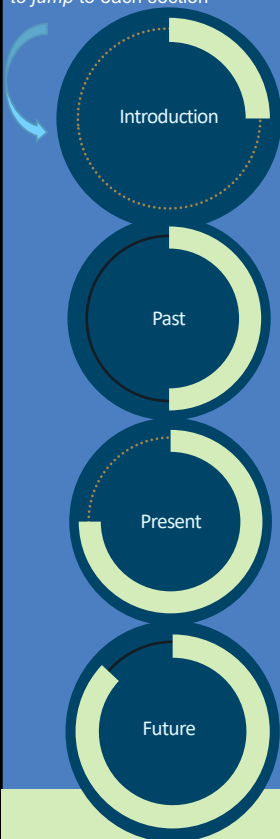 to jump to each section
Introduction
Past
Present
Future